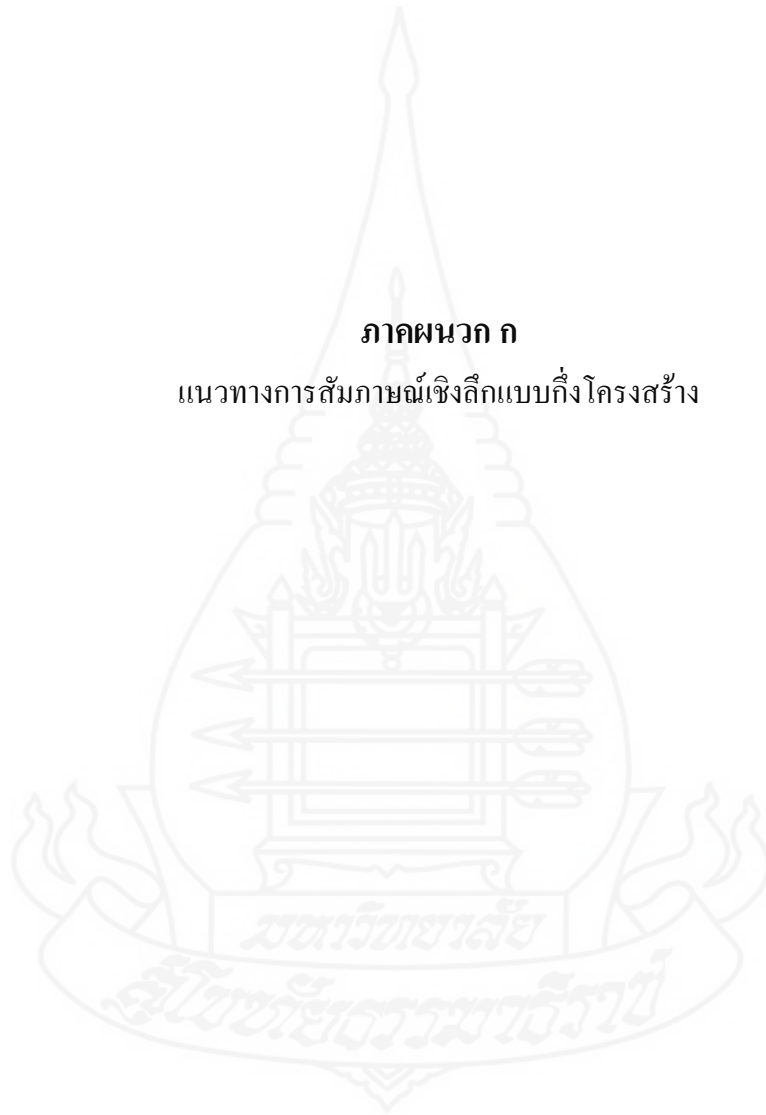 ภาคผนวก ก
แนวทางการสัมภาษณ์เชิงลึกแบบกึ่งโครงสร้าง
มหาวิทยาลัย
สุโขทัยธรรมาธิราช